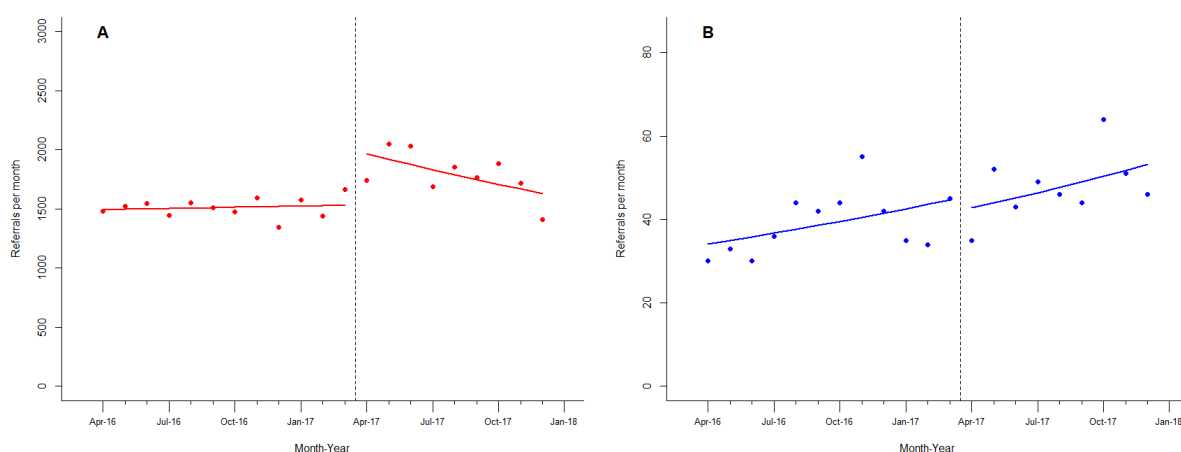 A
Referrals per month
3000
2500
2000
1500
1000
500
0
Apr-16 Jul-16 Oct-16 Jan-17 Apr-17 Jul-17 Oct-17 Jan-18
Month-Year
B
Referrals per month
80
60
40
20
0
Apr-16 Jul-16 Oct-16 Jan-17 Apr-17 Jul-17 Oct-17 Jan-18
Month-Year